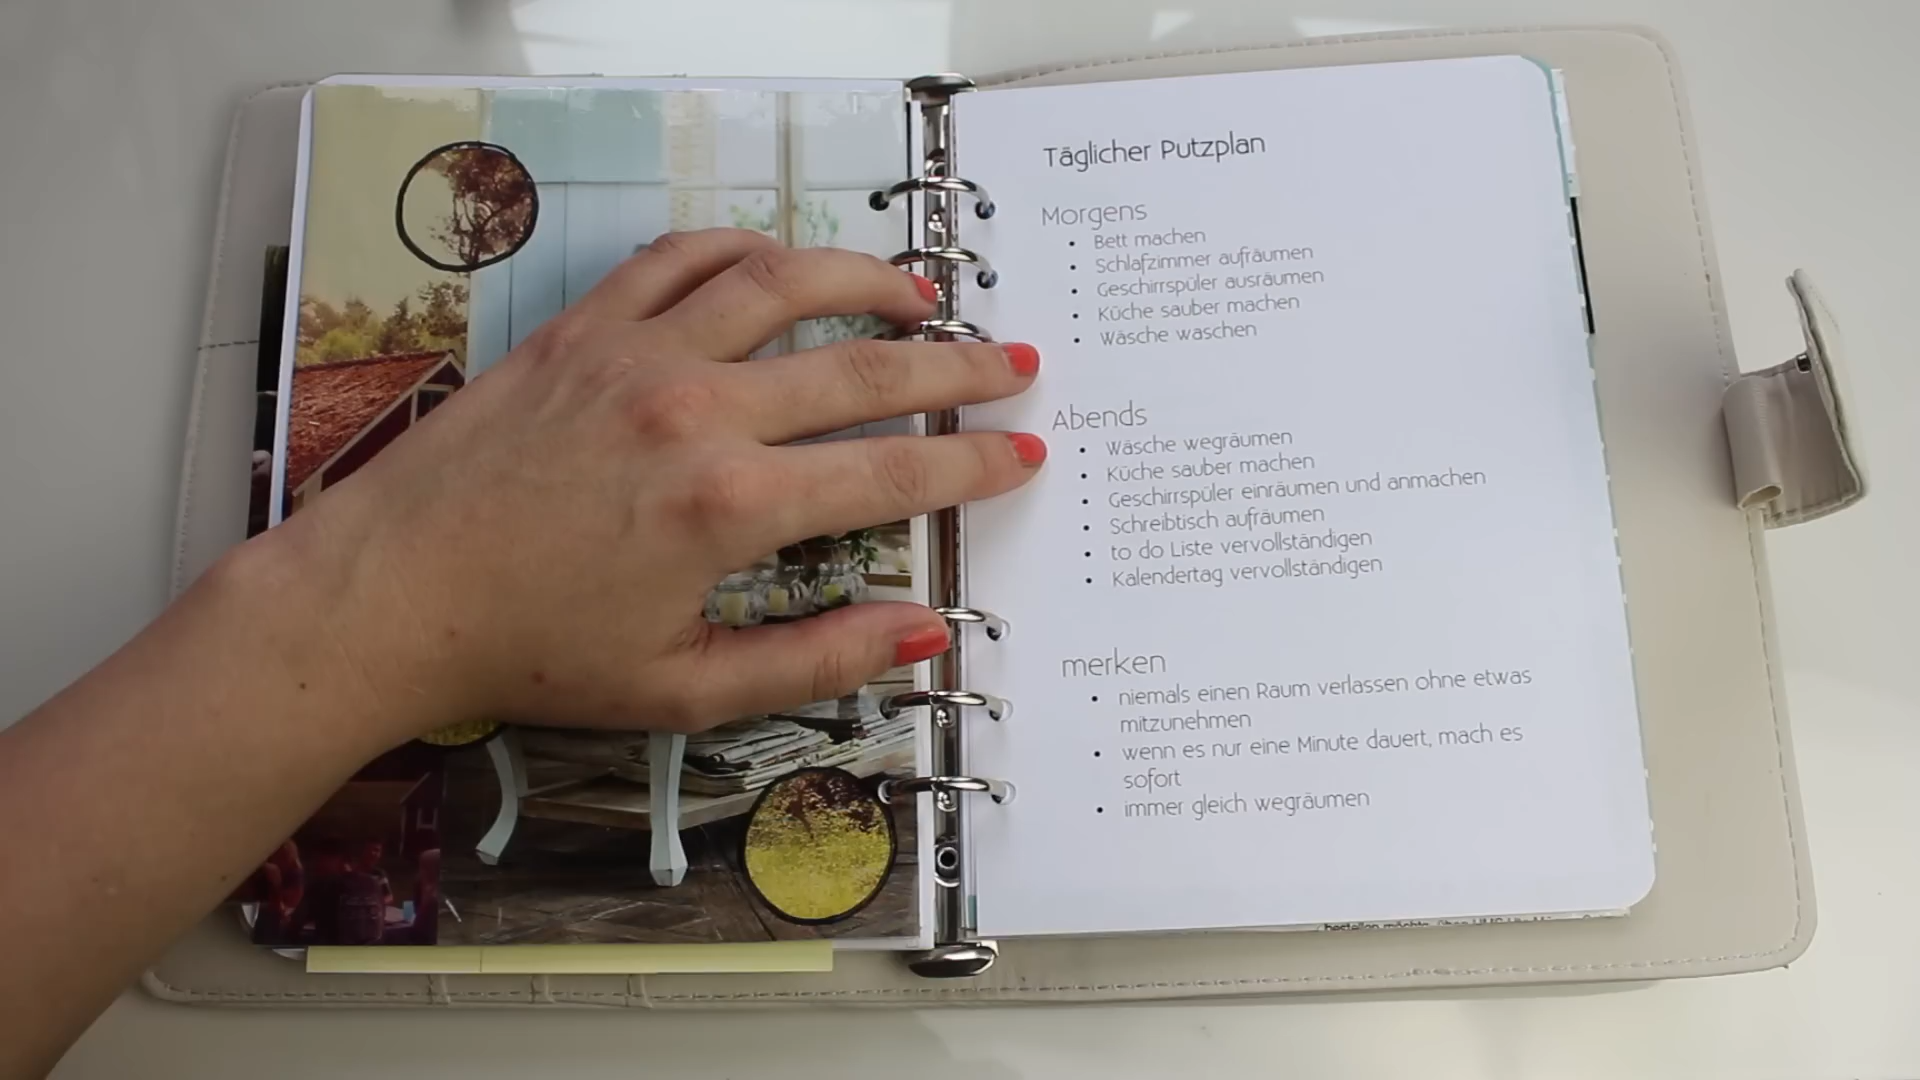 Täglicher Putzplan
Morgens
• Bett machen
• Schlafzimmer aufräumen
• Geschirrspüler ausräumen
• Küche sauber machen
• Wäsche waschen
Abends
• Wäsche wegräumen
• Küche sauber machen
• Geschirrspüler einräumen und anmachen
• Schreibtisch aufräumen
• to do Liste vervollständigen
• Kalendertag vervollständigen
merken
• niemals einen Raum verlassen ohne etwas
mitzunehmen
• wenn es nur eine Minute dauert, mach es
sofort
• immer gleich wegräumen
bestellen möchte